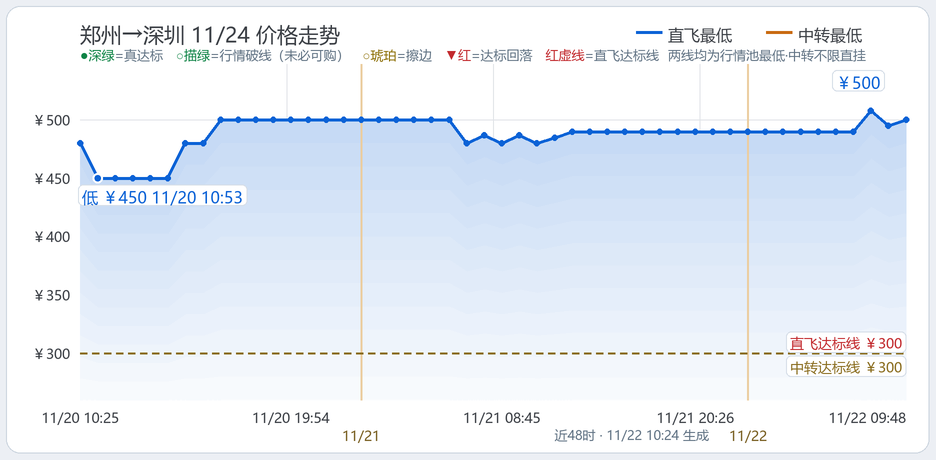 郑州→深圳 11/24 价格走势
直飞最低 中转最低
●深绿=真达标 ○描绿=行情破线（未必可购） ○琥珀=擦边 ▼红=达标回落 红虚线=直飞达标线 两线均为行情池最低·中转不限直挂
¥500
¥500
¥450
低 ¥450 11/20 10:53
¥400
¥350
¥300
直飞达标线 ¥300
中转达标线 ¥300
11/20 10:25 11/20 19:54 11/21 08:45 11/21 20:26 11/22 09:48
11/21 近48时 · 11/22 10:24 生成 11/22